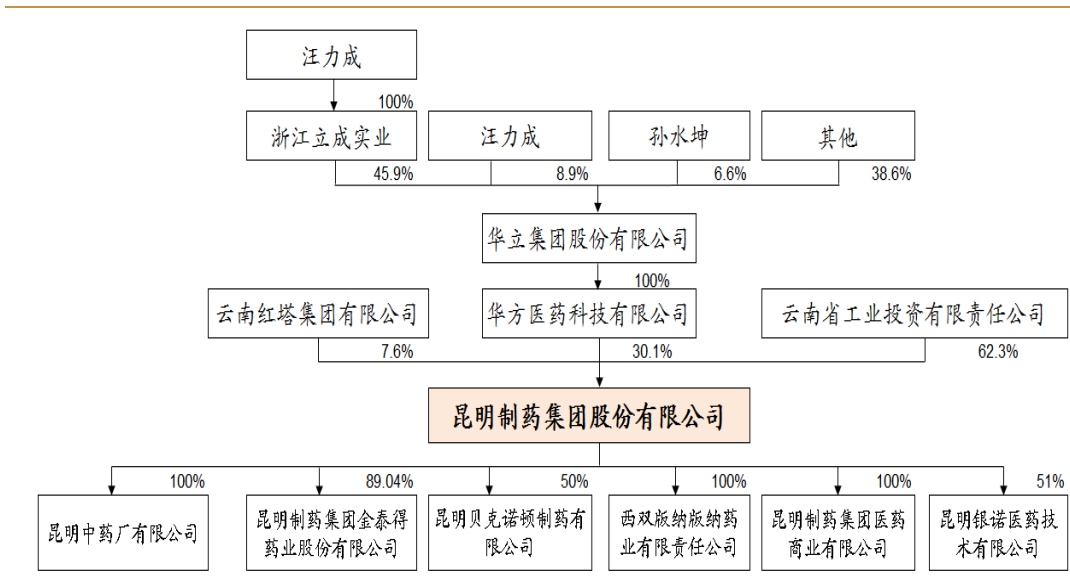 汪力成
100%
浙江立成实业
汪力成
孙水坤
其他
45.9%
8.9%
6.6%
38.6%
华立集团股份有限公司
100%
云南红塔集团有限公司
华方医药科技有限公司
云南省工业投资有限责任公司
7.6%
30.1%
62.3%
昆明制药集团股份有限公司
100%
89.04%
50%
100%
100%
51%
昆明中药厂有限公司
昆明制药集团金泰得
药业股份有限公司
昆明贝克诺顿制药有
限公司
西双版纳版纳药
业有限责任公司
昆明制药集团医药
商业有限公司
昆明银诺医药技
术有限公司